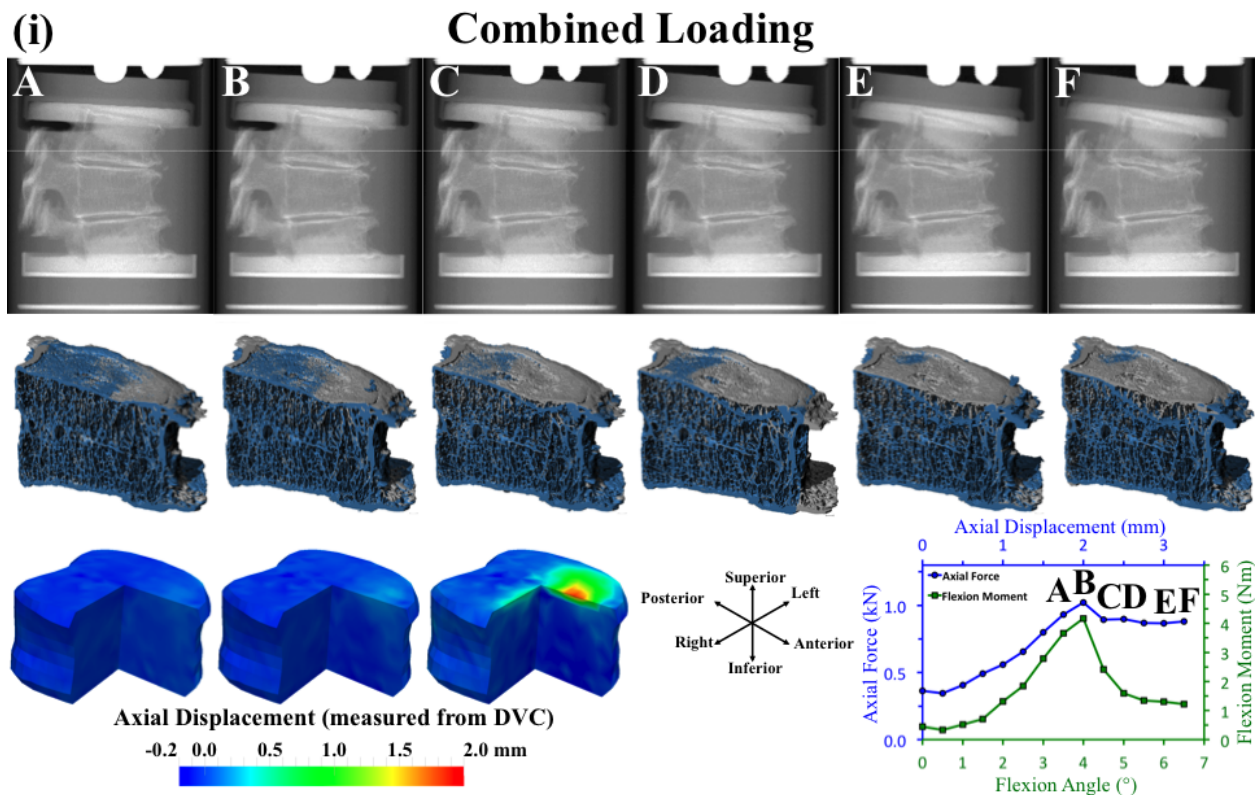 (i)
Combined Loading
A B C D E F
Superior
Posterior
Left
Right
Anterior
Inferior
Axial Displacement (measured from DVC)
-0.2 0.0 0.5 1.0 1.5 2.0 mm
Axial Displacement (mm)
0 1 2 3
Axial Force (kN)
1.0
0.5
0.0
Axial Force
Flexion Moment
A B C D E F
Flexion Moment (Nm)
6
5
4
3
2
1
0
0 1 2 3 4 5 6 7
Flexion Angle (°)